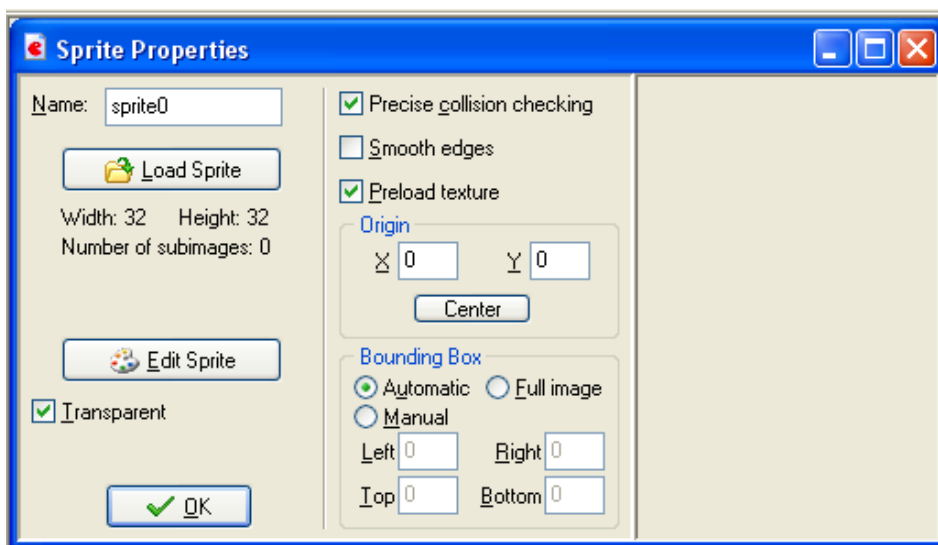 Sprite Properties
Name: sprite0
Load Sprite
Width: 32 Height: 32
Number of subimages: 0
Edit Sprite
Transparent
OK
Precise collision checking
Smooth edges
Preload texture
Origin
X 0 Y 0
Center
Bounding Box
Automatic Full image
Manual
Left 0 Right 0
Top 0 Bottom 0